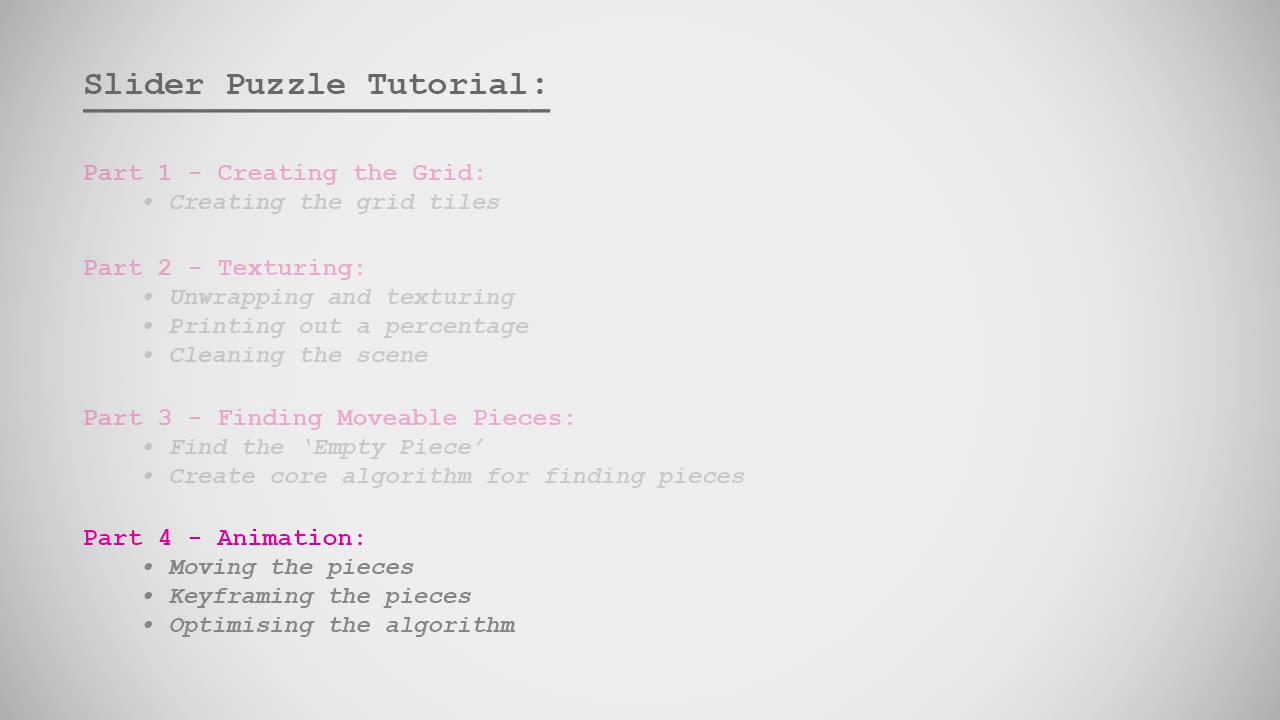 Slider Puzzle Tutorial:
Part 1 - Creating the Grid:
• Creating the grid tiles
Part 2 - Texturing:
• Unwrapping and texturing
• Printing out a percentage
• Cleaning the scene
Part 3 - Finding Moveable Pieces:
• Find the ‘Empty Piece’
• Create core algorithm for finding pieces
Part 4 - Animation:
• Moving the pieces
• Keyframing the pieces
• Optimising the algorithm